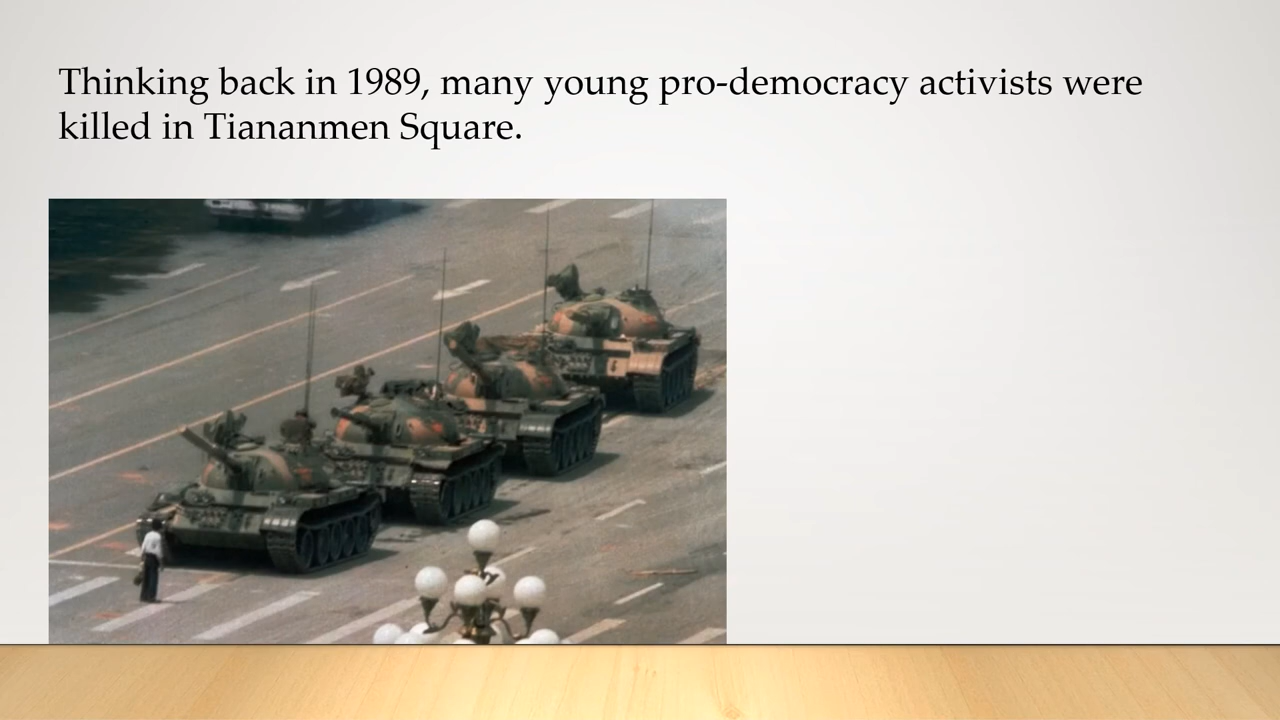 Thinking back in 1989, many young pro-democracy activists were
killed in Tiananmen Square.